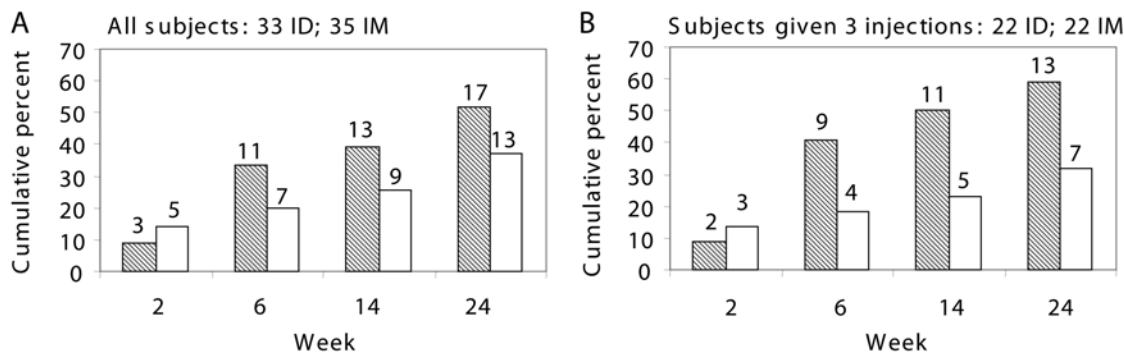 A All subjects: 33 ID; 35 IM
Cumulative percent
70
60
50
40
30
20
10
0
3 5 11 7 13 9 17 13
2 6 14 24
Week
B Subjects given 3 injections: 22 ID; 22 IM
Cumulative percent
70
60
50
40
30
20
10
0
2 3 9 4 11 5 13 7
2 6 14 24
Week